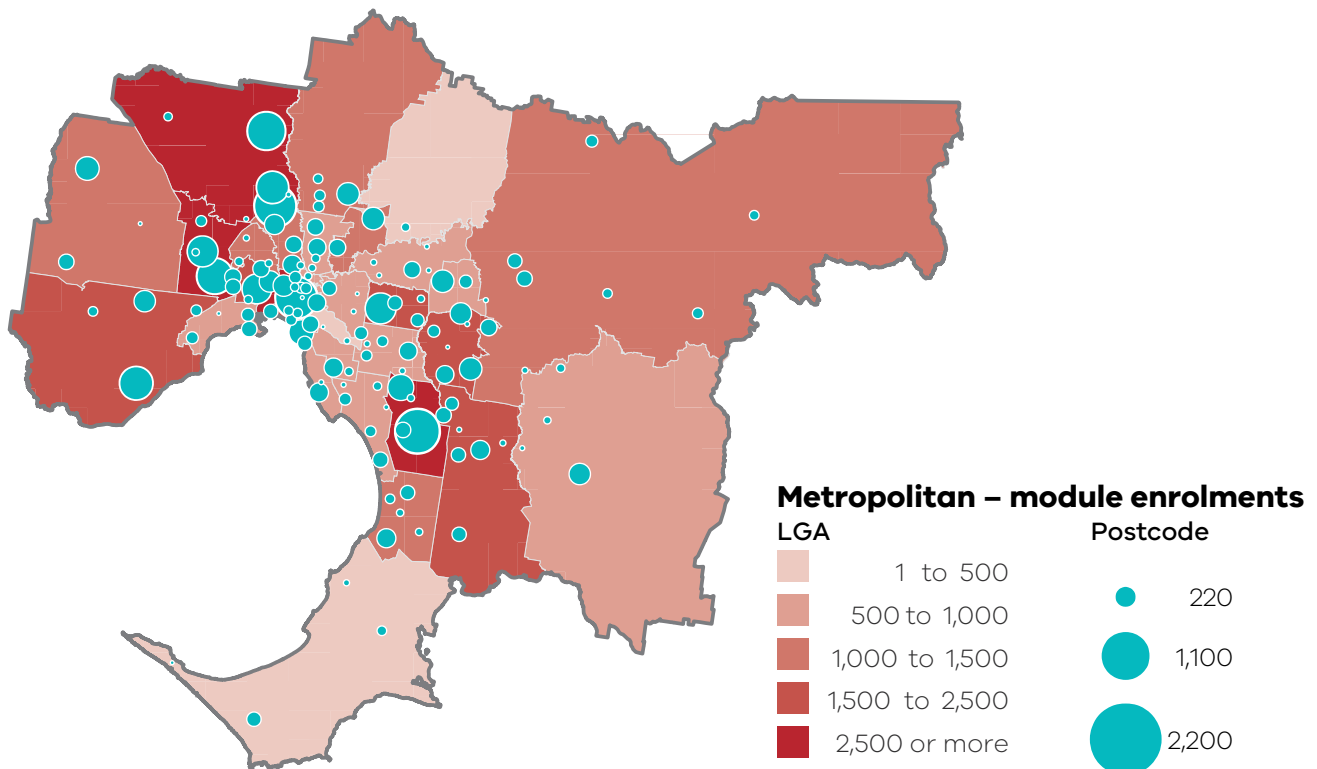 Metropolitan – module enrolments
LGA
Postcode
1 to 500
500 to 1,000
1,000 to 1,500
1,500 to 2,500
2,500 or more
220
1,100
2,200